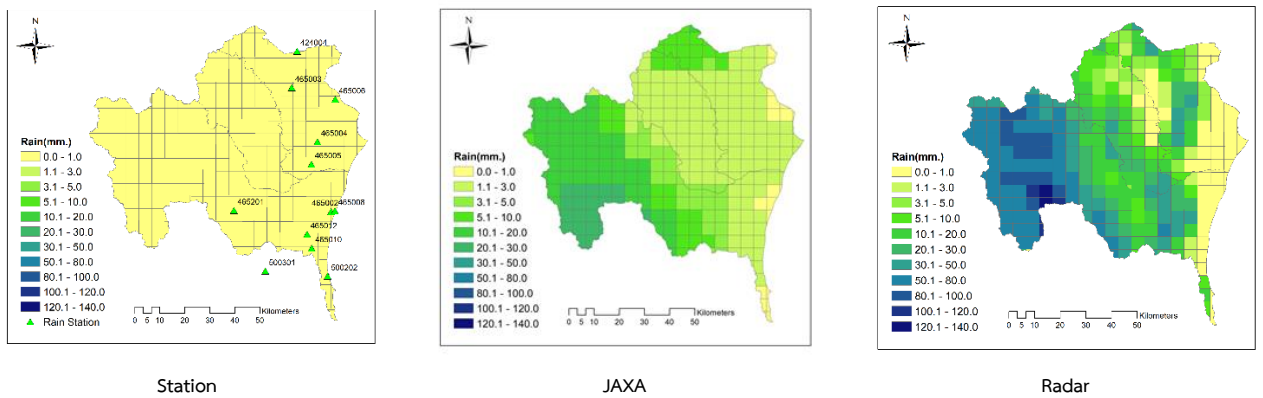 N
424004
465003
465006
465004
465005
465201
465002
465008
465012
465010
500301
500202
Rain(mm.)
0.0 - 1.0
1.1 - 3.0
3.1 - 5.0
5.1 - 10.0
10.1 - 20.0
20.1 - 30.0
30.1 - 50.0
50.1 - 80.0
80.1 - 100.0
100.1 - 120.0
120.1 - 140.0
Rain Station
0 5 10 20 30 40 50
Kilometers
Station
N
Rain(mm.)
0.0 - 1.0
1.1 - 3.0
3.1 - 5.0
5.1 - 10.0
10.1 - 20.0
20.1 - 30.0
30.1 - 50.0
50.1 - 80.0
80.1 - 100.0
100.1 - 120.0
120.1 - 140.0
0 5 10 20 30 40 50
Kilometers
JAXA
N
Rain(mm.)
0.0 - 1.0
1.1 - 3.0
3.1 - 5.0
5.1 - 10.0
10.1 - 20.0
20.1 - 30.0
30.1 - 50.0
50.1 - 80.0
80.1 - 100.0
100.1 - 120.0
120.1 - 140.0
0 5 10 20 30 40 50
Kilometers
Radar